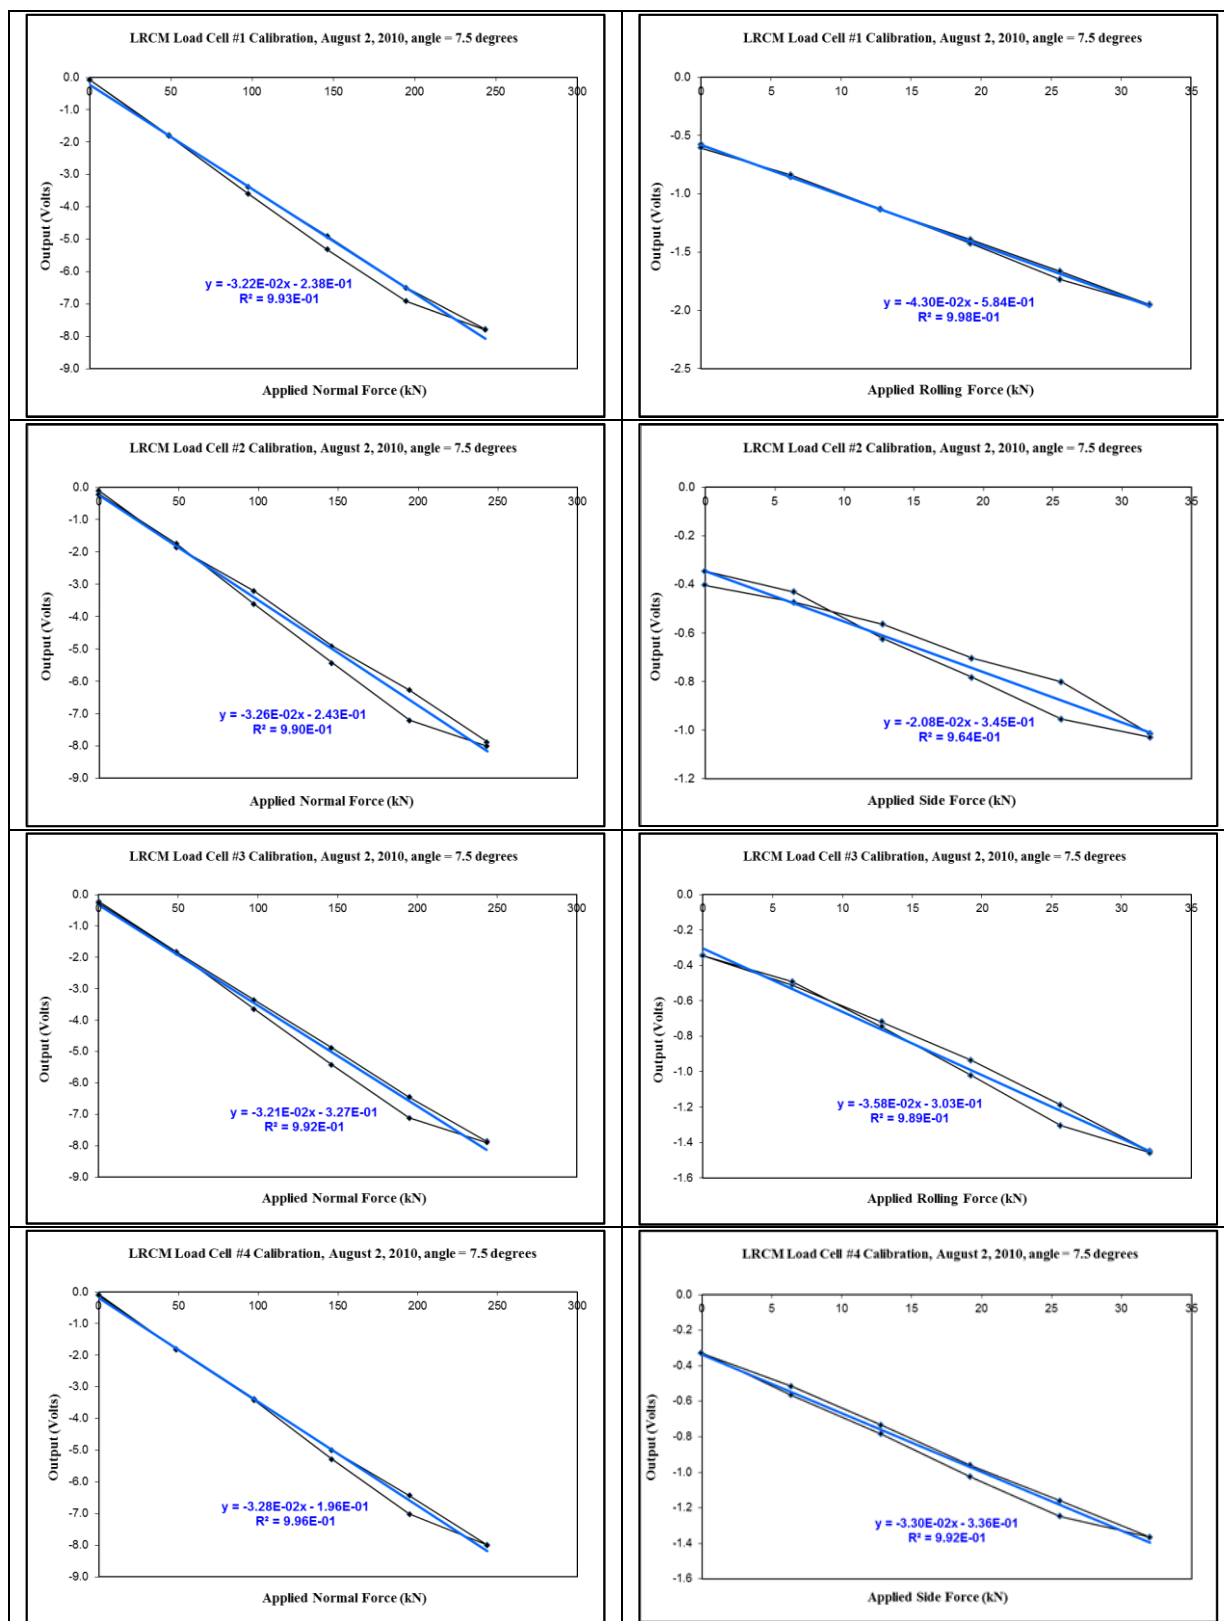 LRCM Load Cell #1 Calibration, August 2, 2010, angle = 7.5 degrees
0.0
0 50 100 150 200 250 300
-1.0
-2.0
-3.0
-4.0
-5.0
-6.0
-7.0
-8.0
-9.0
Output (Volts)
y = -3.22E-02x - 2.38E-01
R² = 9.93E-01
Applied Normal Force (kN)
LRCM Load Cell #1 Calibration, August 2, 2010, angle = 7.5 degrees
0.0
0 5 10 15 20 25 30 35
-0.5
-1.0
-1.5
-2.0
-2.5
Output (Volts)
y = -4.30E-02x - 5.84E-01
R² = 9.98E-01
Applied Rolling Force (kN)
LRCM Load Cell #2 Calibration, August 2, 2010, angle = 7.5 degrees
0.0
0 50 100 150 200 250 300
-1.0
-2.0
-3.0
-4.0
-5.0
-6.0
-7.0
-8.0
-9.0
Output (Volts)
y = -3.26E-02x - 2.43E-01
R² = 9.90E-01
Applied Normal Force (kN)
LRCM Load Cell #2 Calibration, August 2, 2010, angle = 7.5 degrees
0.0
0 5 10 15 20 25 30 35
-0.2
-0.4
-0.6
-0.8
-1.0
-1.2
Output (Volts)
y = -2.08E-02x - 3.45E-01
R² = 9.64E-01
Applied Side Force (kN)
LRCM Load Cell #3 Calibration, August 2, 2010, angle = 7.5 degrees
0.0
0 50 100 150 200 250 300
-1.0
-2.0
-3.0
-4.0
-5.0
-6.0
-7.0
-8.0
-9.0
Output (Volts)
y = -3.21E-02x - 3.27E-01
R² = 9.92E-01
Applied Normal Force (kN)
LRCM Load Cell #3 Calibration, August 2, 2010, angle = 7.5 degrees
0.0
0 5 10 15 20 25 30 35
-0.2
-0.4
-0.6
-0.8
-1.0
-1.2
-1.4
-1.6
Output (Volts)
y = -3.58E-02x - 3.03E-01
R² = 9.89E-01
Applied Rolling Force (kN)
LRCM Load Cell #4 Calibration, August 2, 2010, angle = 7.5 degrees
0.0
0 50 100 150 200 250 300
-1.0
-2.0
-3.0
-4.0
-5.0
-6.0
-7.0
-8.0
-9.0
Output (Volts)
y = -3.28E-02x - 1.96E-01
R² = 9.96E-01
Applied Normal Force (kN)
LRCM Load Cell #4 Calibration, August 2, 2010, angle = 7.5 degrees
0.0
0 5 10 15 20 25 30 35
-0.2
-0.4
-0.6
-0.8
-1.0
-1.2
-1.4
-1.6
Output (Volts)
y = -3.30E-02x - 3.36E-01
R² = 9.92E-01
Applied Side Force (kN)